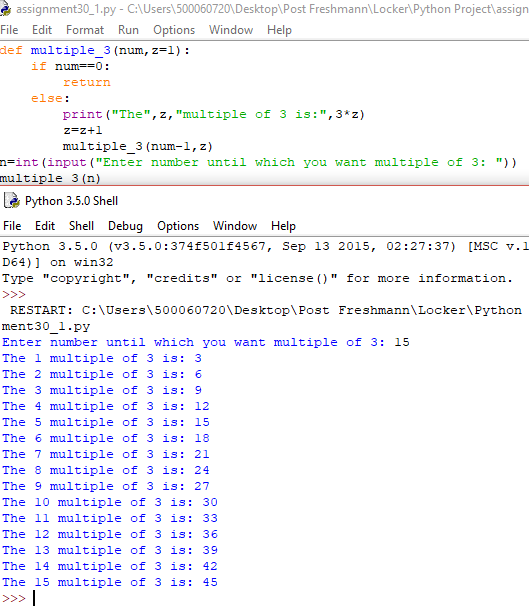 assignment30_1.py - C:\Users\500060720\Desktop\Post Freshmann\Locker\Python Project\assign
File Edit Format Run Options Window Help
def multiple_3(num,z=1):
    if num==0:
        return
    else:
        print("The",z,"multiple of 3 is:",3*z)
        z=z+1
        multiple_3(num-1,z)
n=int(input("Enter number until which you want multiple of 3: "))
multiple_3(n)
Python 3.5.0 Shell
File Edit Shell Debug Options Window Help
Python 3.5.0 (v3.5.0:374f501f4567, Sep 13 2015, 02:27:37) [MSC v.1
D64)] on win32
Type "copyright", "credits" or "license()" for more information.
>>>
 RESTART: C:\Users\500060720\Desktop\Post Freshmann\Locker\Python
ment30_1.py
Enter number until which you want multiple of 3: 15
The 1 multiple of 3 is: 3
The 2 multiple of 3 is: 6
The 3 multiple of 3 is: 9
The 4 multiple of 3 is: 12
The 5 multiple of 3 is: 15
The 6 multiple of 3 is: 18
The 7 multiple of 3 is: 21
The 8 multiple of 3 is: 24
The 9 multiple of 3 is: 27
The 10 multiple of 3 is: 30
The 11 multiple of 3 is: 33
The 12 multiple of 3 is: 36
The 13 multiple of 3 is: 39
The 14 multiple of 3 is: 42
The 15 multiple of 3 is: 45
>>>